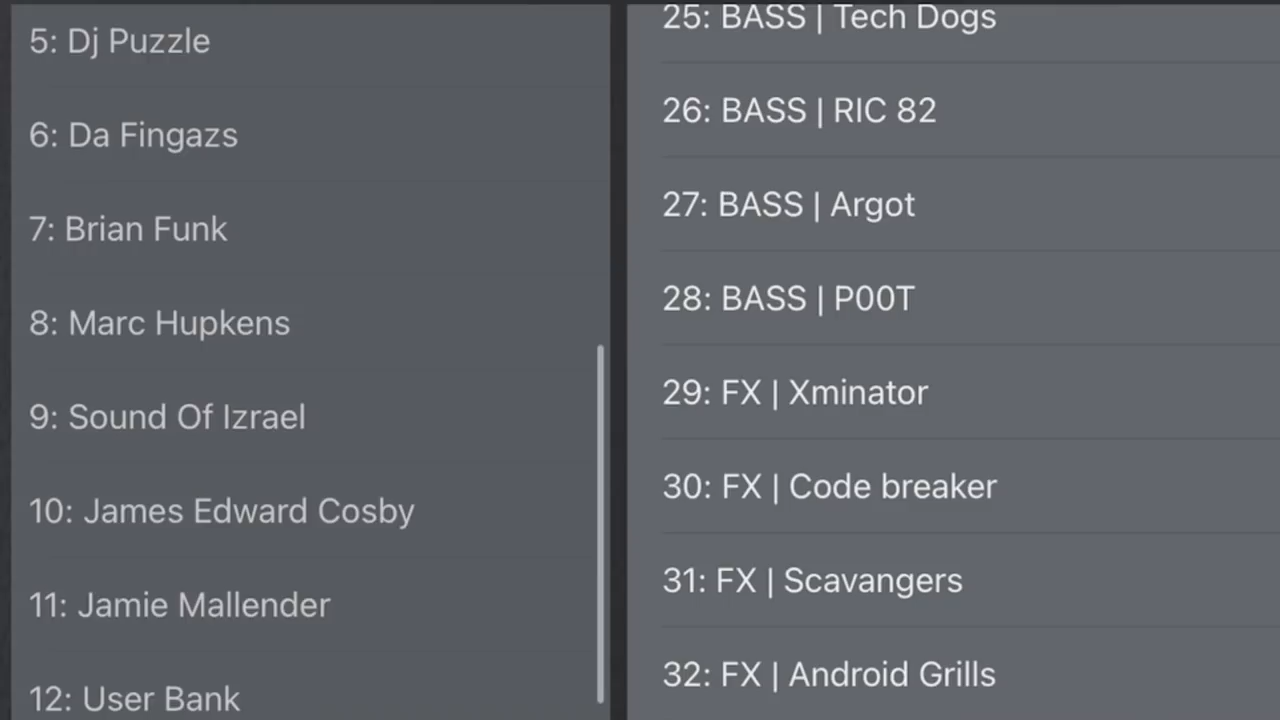 5: Dj Puzzle
6: Da Fingazs
7: Brian Funk
8: Marc Hupkens
9: Sound Of Izrael
10: James Edward Cosby
11: Jamie Mallender
12: User Bank
25: BASS | Tech Dogs
26: BASS | RIC 82
27: BASS | Argot
28: BASS | P00T
29: FX | Xminator
30: FX | Code breaker
31: FX | Scavangers
32: FX | Android Grills